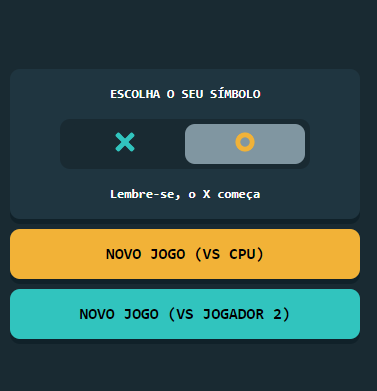 ESCOLHA O SEU SÍMBOLO
Lembre-se, o X começa
NOVO JOGO (VS CPU)
NOVO JOGO (VS JOGADOR 2)